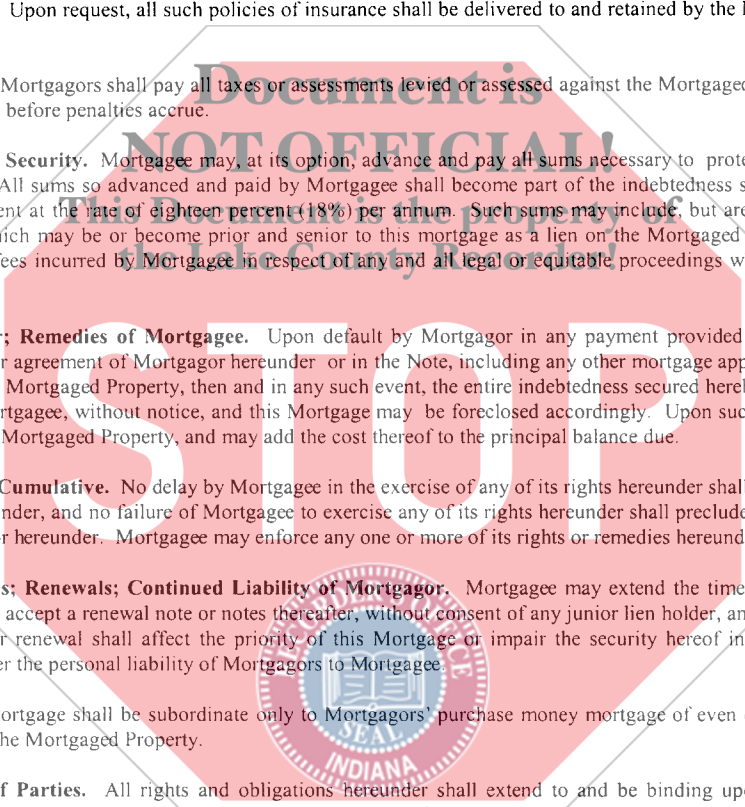 Upon request, all such policies of insurance shall be delivered to and retained by the
Mortgagors shall pay all taxes or assessments levied or assessed against the Mortgaged
before penalties accrue.
Document is
NOT OFFICIAL!
Security. Mortgagee may, at its option, advance and pay all sums necessary to prote
All sums so advanced and paid by Mortgagee shall become part of the indebtedness s
ent at the rate of eighteen percent (18%) per annum. Such sums may include, but are
This Document is the property of
hich may be or become prior and senior to this mortgage as a lien on the Mortgaged
fees incurred by Mortgagee in respect of any and all legal or equitable proceedings w
the Lake County Recorder!
r; Remedies of Mortgagee. Upon default by Mortgagor in any payment provided
r agreement of Mortgagor hereunder or in the Note, including any other mortgage app
Mortgaged Property, then and in any such event, the entire indebtedness secured hereb
rtgagee, without notice, and this Mortgage may be foreclosed accordingly. Upon suc
Mortgaged Property, and may add the cost thereof to the principal balance due.
STOP
Cumulative. No delay by Mortgagee in the exercise of any of its rights hereunder shal
nder, and no failure of Mortgagee to exercise any of its rights hereunder shall preclude
r hereunder. Mortgagee may enforce any one or more of its rights or remedies hereund
s; Renewals; Continued Liability of Mortgagor. Mortgagee may extend the time
accept a renewal note or notes thereafter, without consent of any junior lien holder, an
r renewal shall affect the priority of this Mortgage or impair the security hereof in
er the personal liability of Mortgagors to Mortgagee.
ortgage shall be subordinate only to Mortgagors' purchase money mortgage of even
he Mortgaged Property.
SEAL
INDIANA
f Parties. All rights and obligations hereunder shall extend to and be binding upo